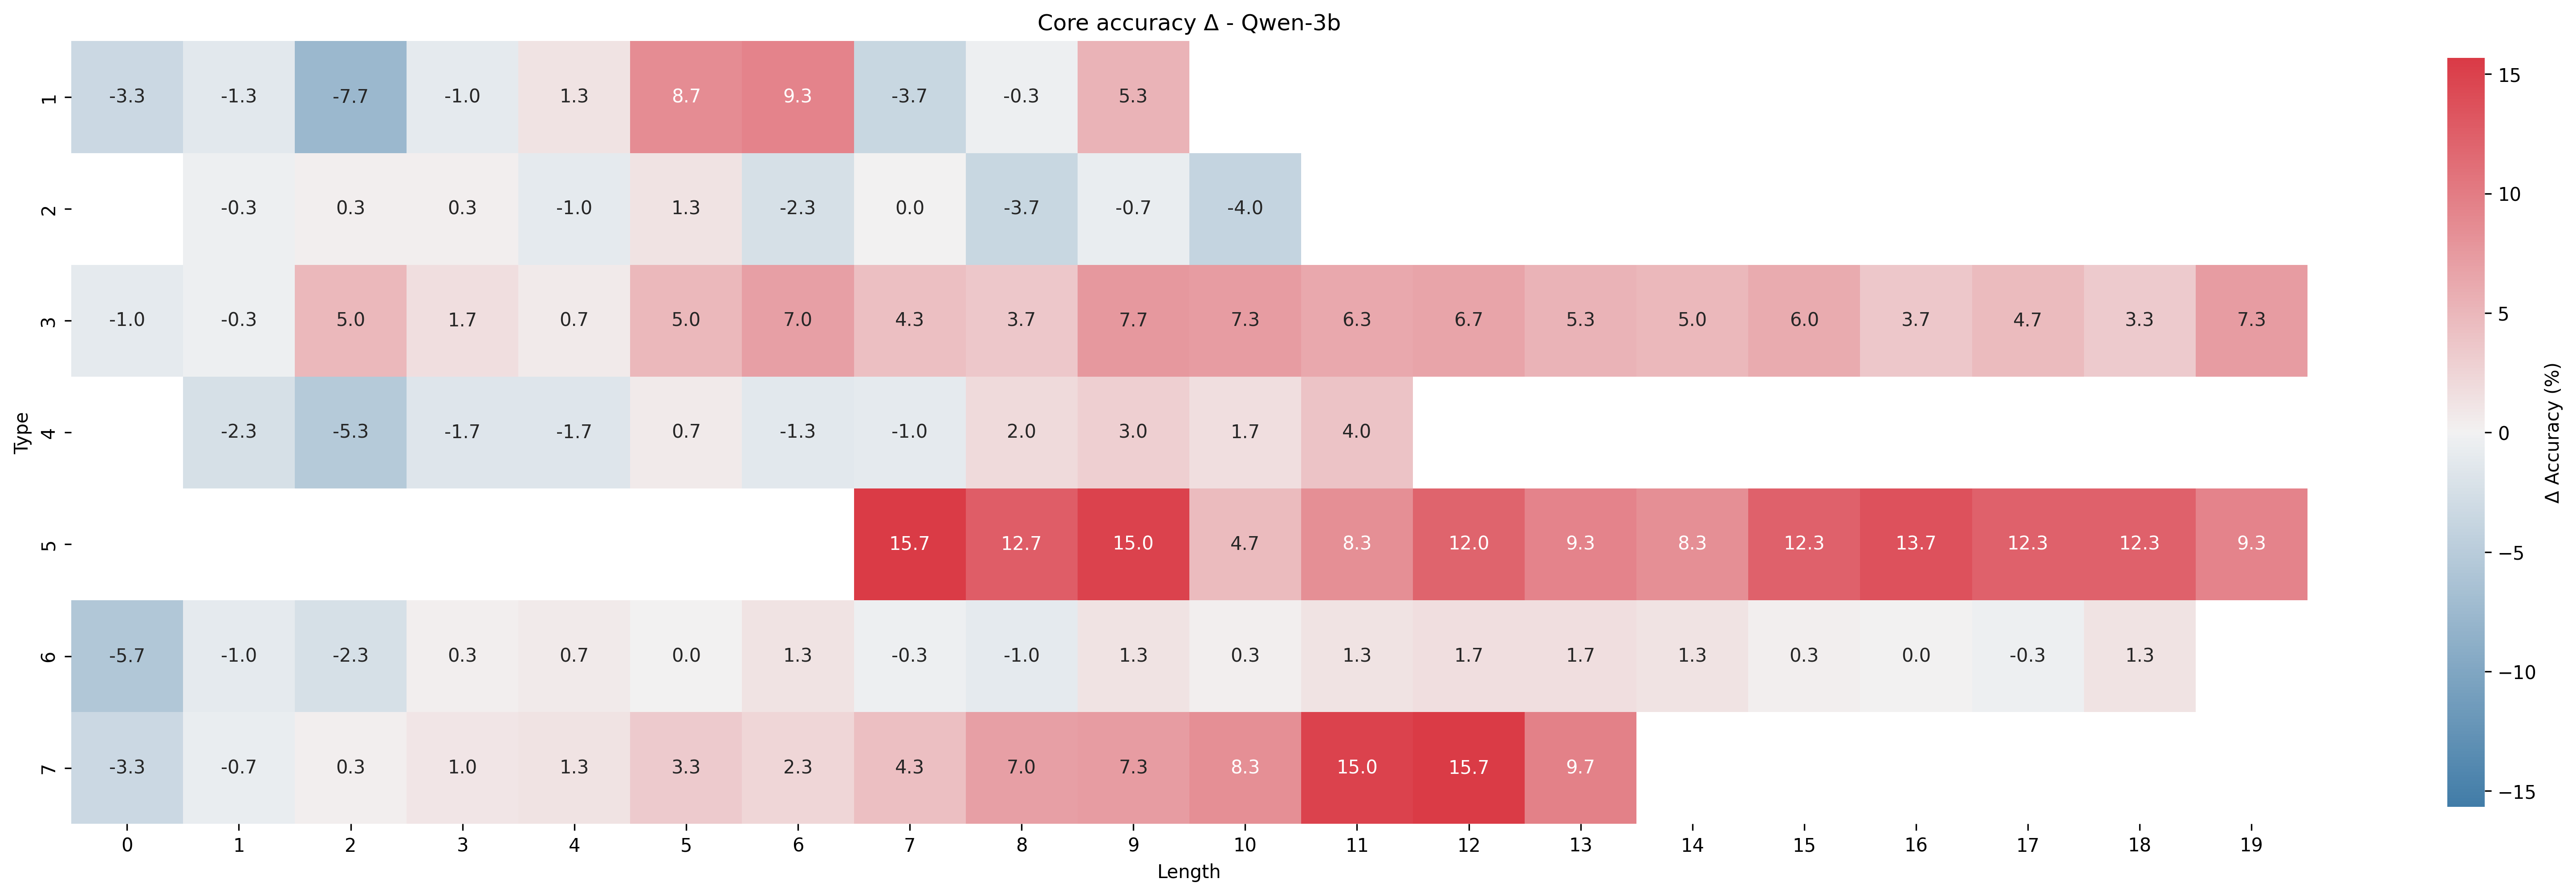 Core accuracy Δ - Qwen-3b
1 -3.3 -1.3 -7.7 -1.0 1.3 8.7 9.3 -3.7 -0.3 5.3
2 -0.3 0.3 0.3 -1.0 1.3 -2.3 0.0 -3.7 -0.7 -4.0
3 -1.0 -0.3 5.0 1.7 0.7 5.0 7.0 4.3 3.7 7.7 7.3 6.3 6.7 5.3 5.0 6.0 3.7 4.7 3.3 7.3
4 -2.3 -5.3 -1.7 -1.7 0.7 -1.3 -1.0 2.0 3.0 1.7 4.0
5 15.7 12.7 15.0 4.7 8.3 12.0 9.3 8.3 12.3 13.7 12.3 12.3 9.3
6 -5.7 -1.0 -2.3 0.3 0.7 0.0 1.3 -0.3 -1.0 1.3 0.3 1.3 1.7 1.7 1.3 0.3 0.0 -0.3 1.3
7 -3.3 -0.7 0.3 1.0 1.3 3.3 2.3 4.3 7.0 7.3 8.3 15.0 15.7 9.7
0 1 2 3 4 5 6 7 8 9 10 11 12 13 14 15 16 17 18 19
Length
Type
15
10
5
0
−5
−10
−15
Δ Accuracy (%)